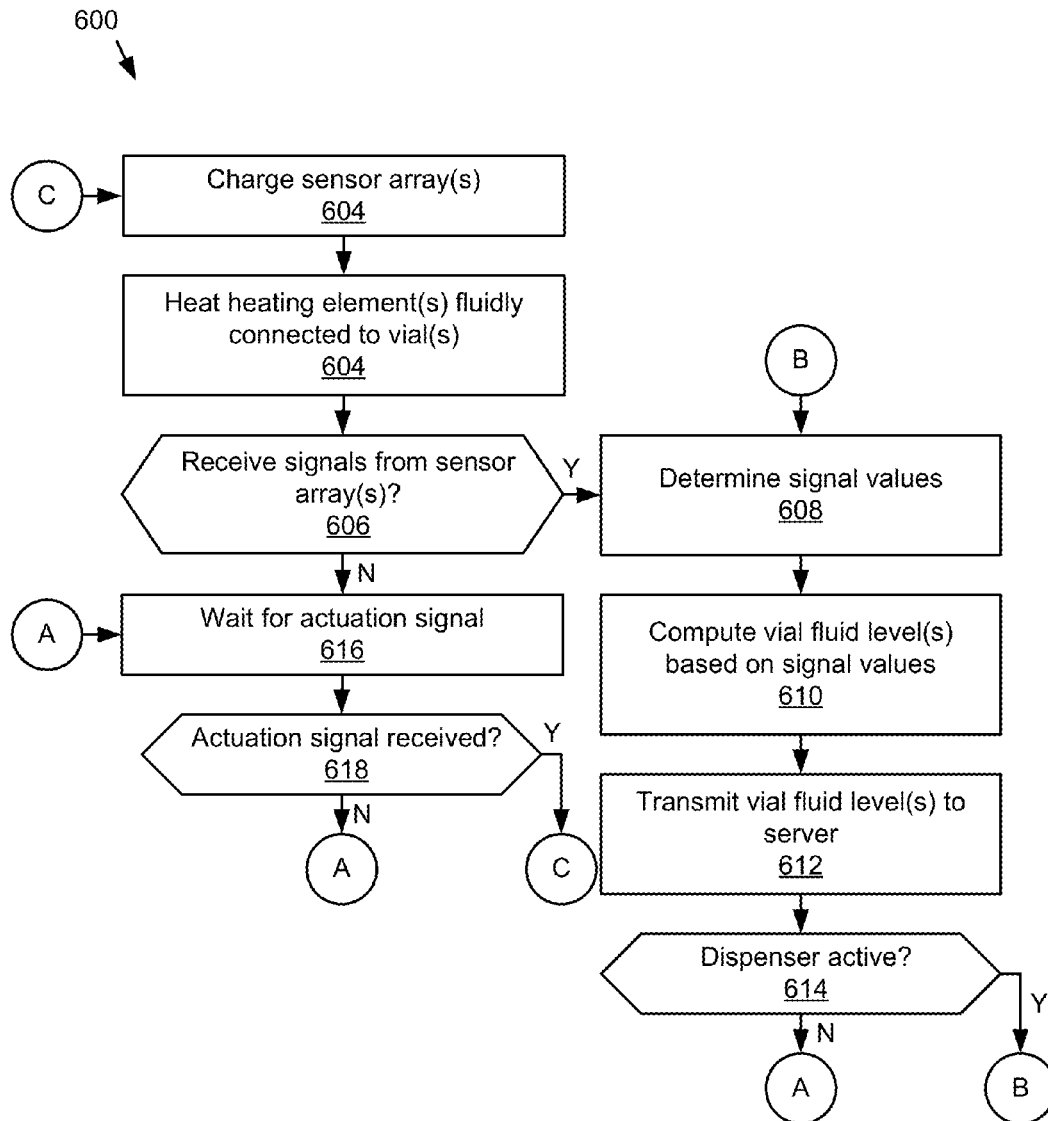 600
C
Charge sensor array(s)
604
Heat heating element(s) fluidly
connected to vial(s)
604
B
Receive signals from sensor
array(s)?
606
Y
N
Determine signal values
608
A
Wait for actuation signal
616
Compute vial fluid level(s)
based on signal values
610
Actuation signal received?
618
Y
N
A
C
Transmit vial fluid level(s) to
server
612
Dispenser active?
614
Y
N
A
B